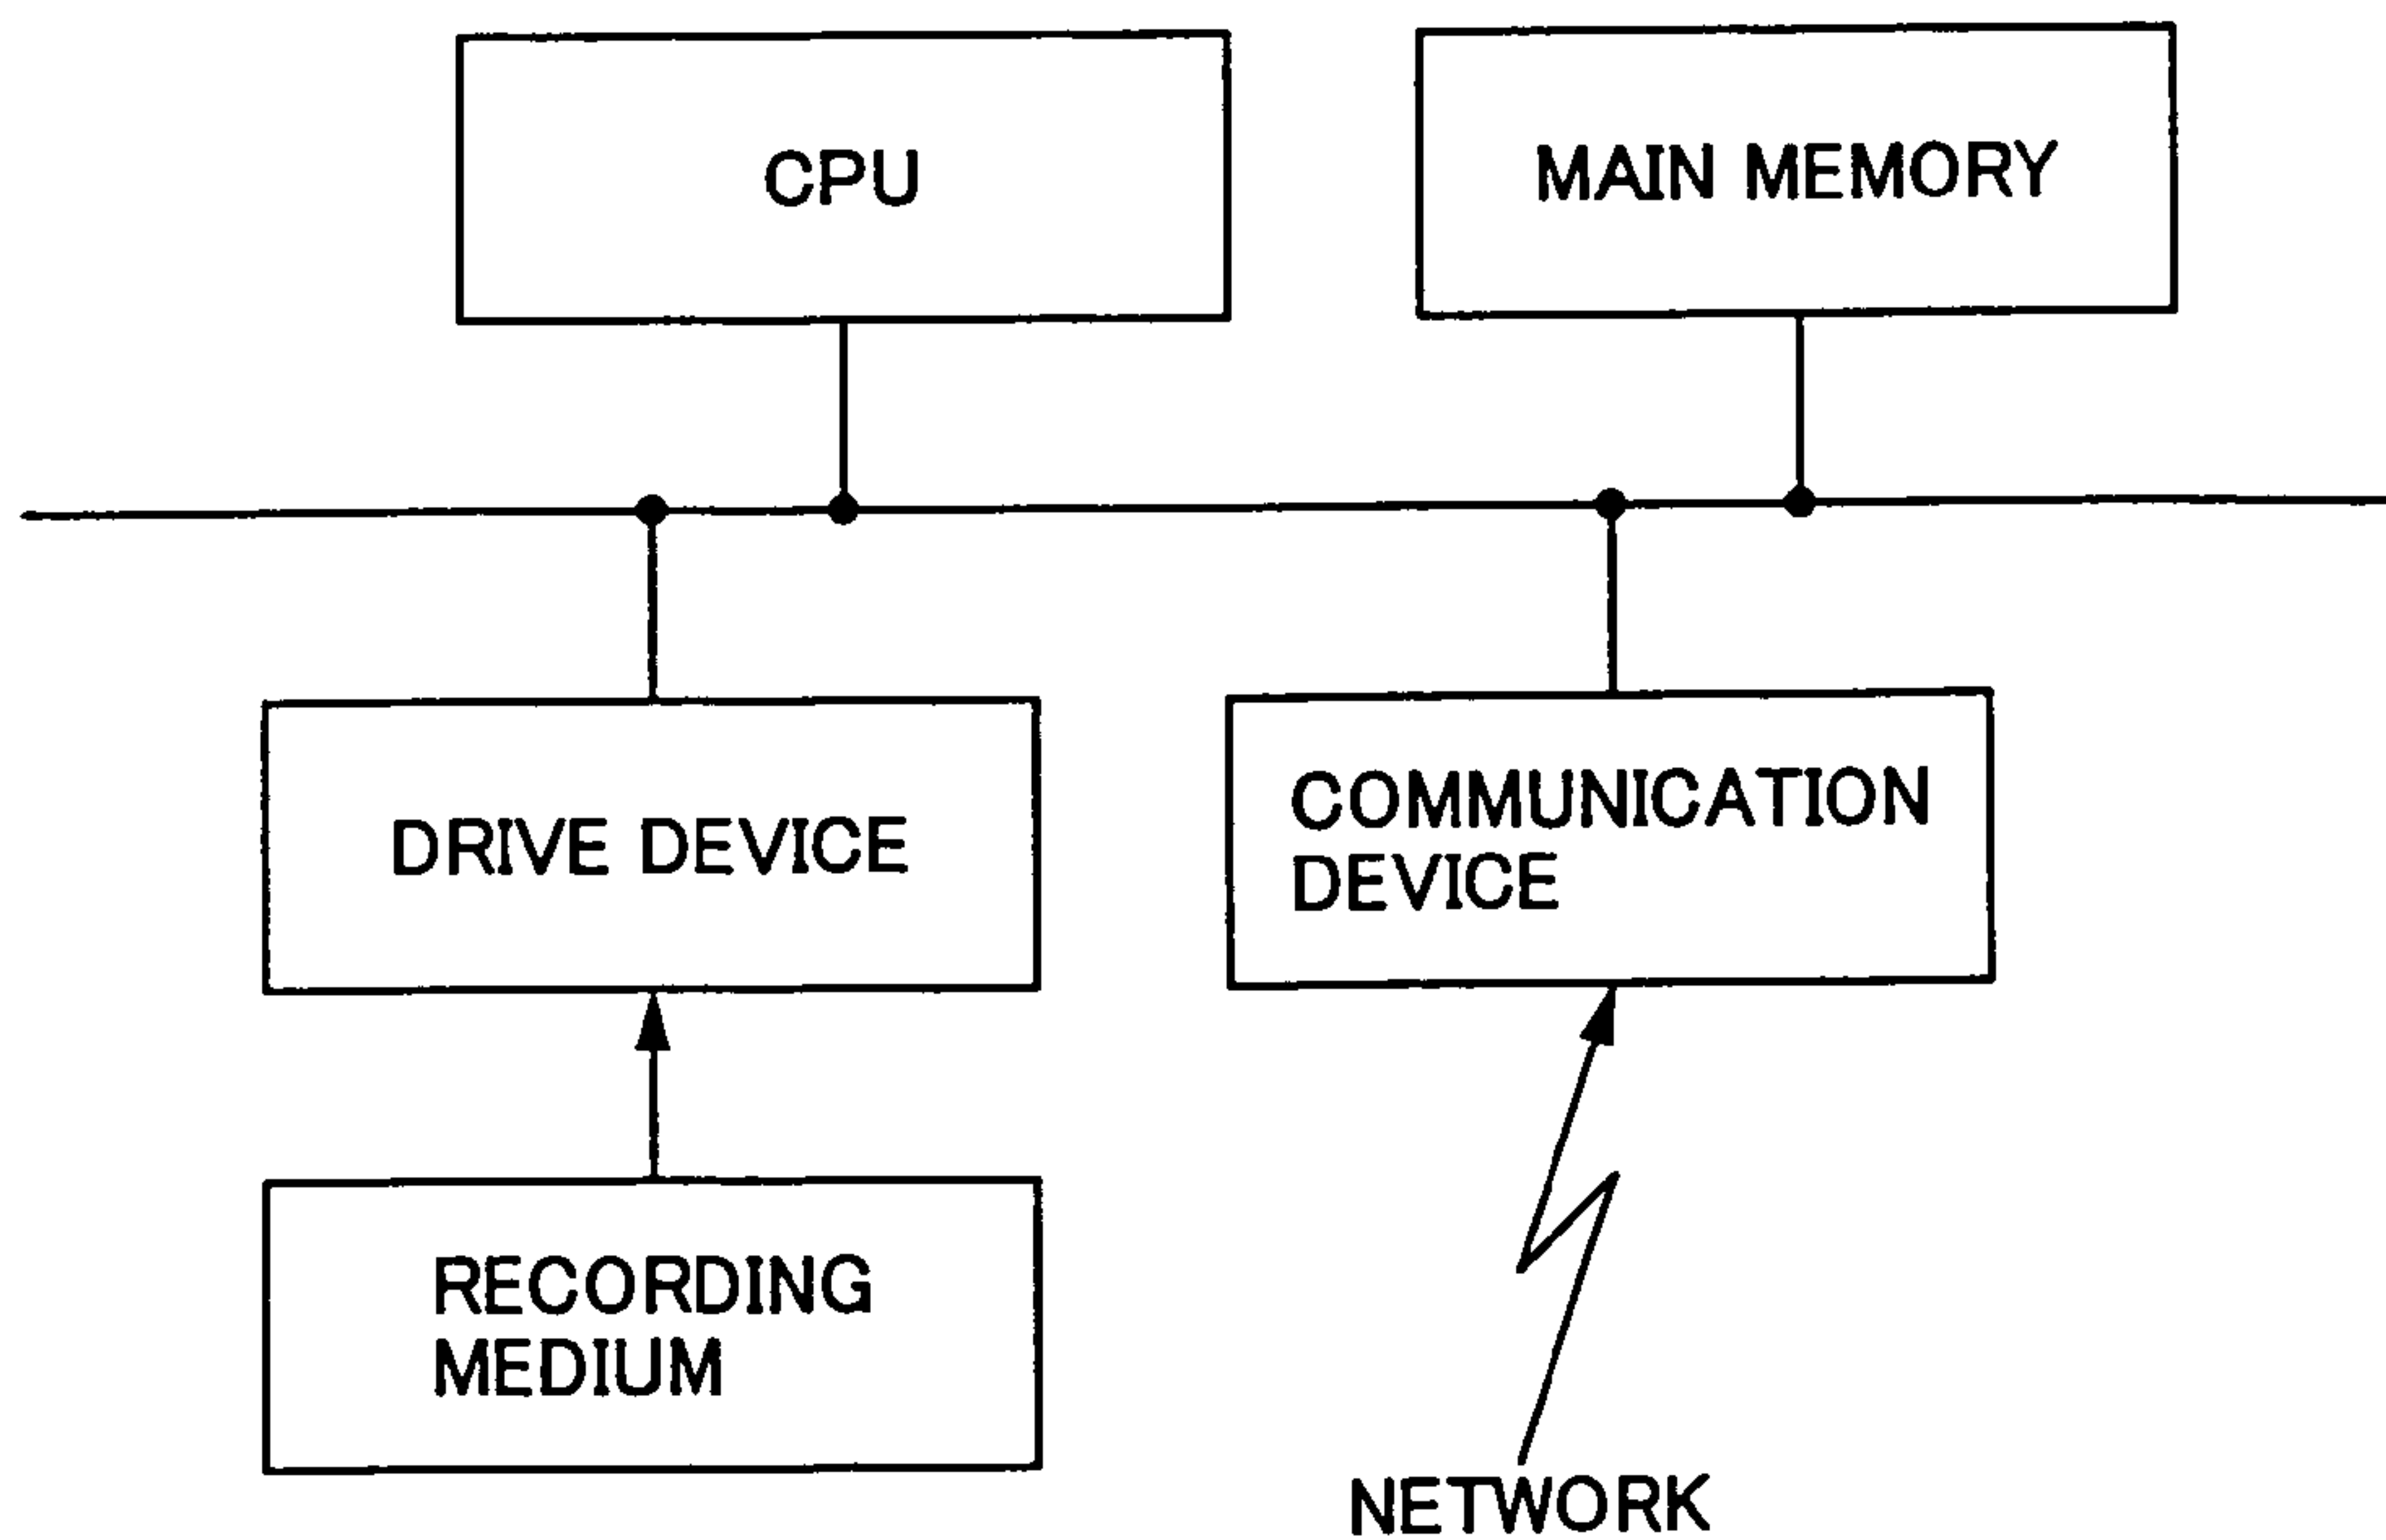 CPU
MAIN MEMORY
DRIVE DEVICE
COMMUNICATION
DEVICE
RECORDING
MEDIUM
NETWORK